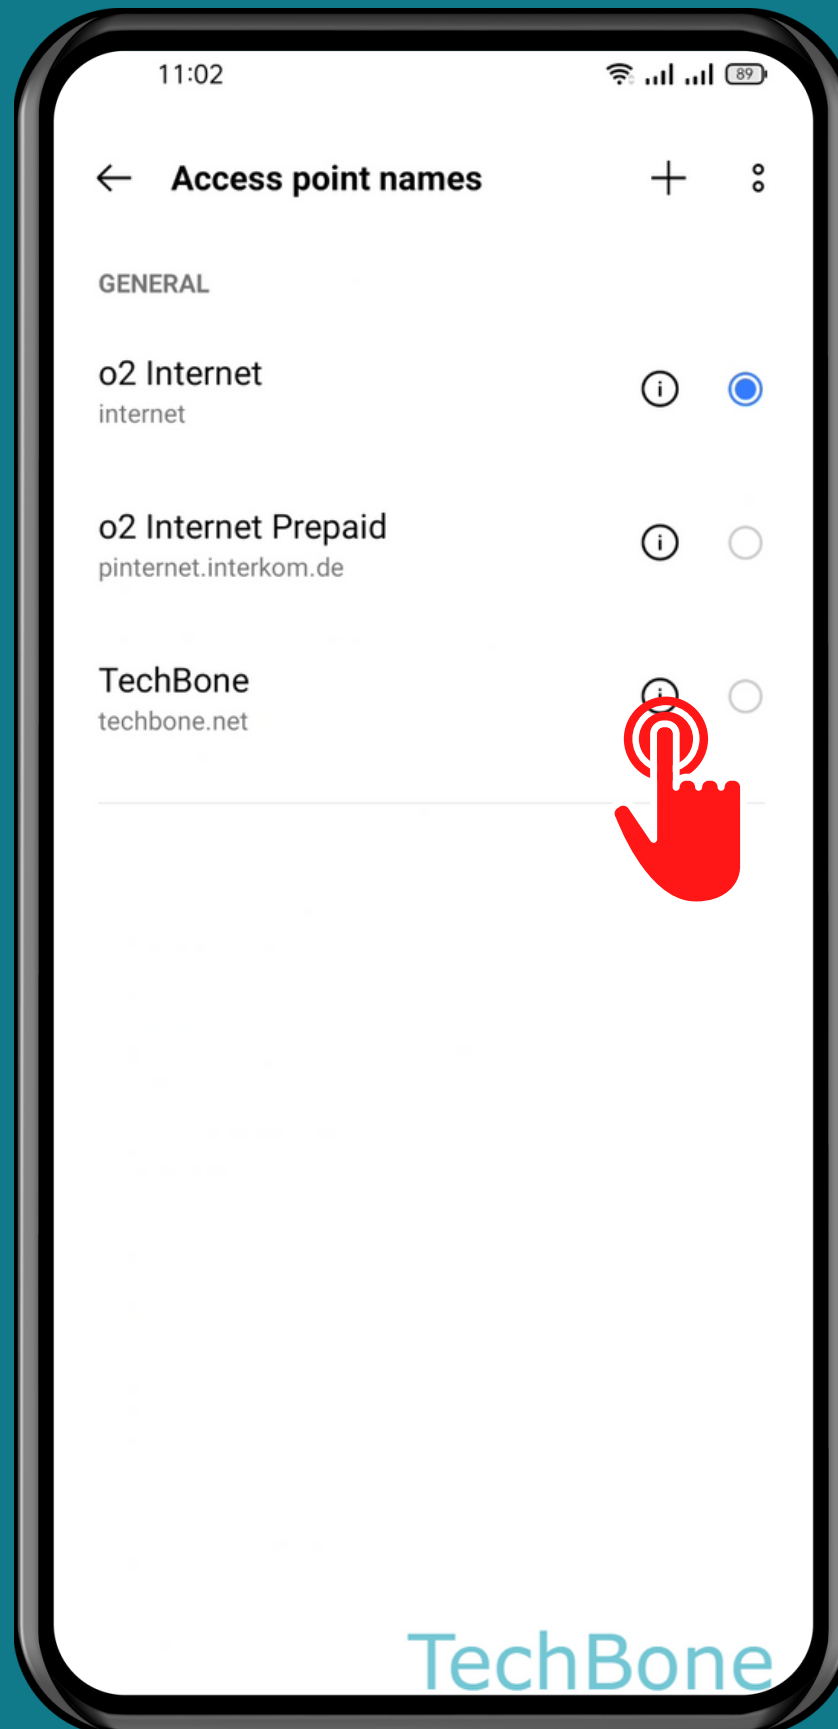 11:02
89
Access point names
GENERAL
o2 Internet
internet
o2 Internet Prepaid
pinternet.interkom.de
TechBone
techbone.net
TechBone